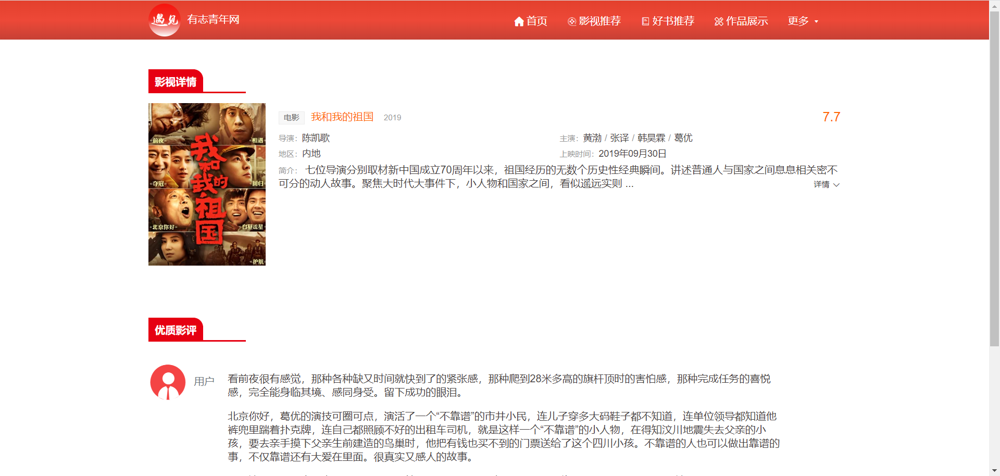 遇见 有志青年网 首页 影视推荐 好书推荐 作品展示 更多
影视详情
电影 我和我的祖国 2019 7.7
导演：陈凯歌 主演：黄渤 / 张译 / 韩昊霖 / 葛优
地区：内地 上映时间：2019年09月30日
简介： 七位导演分别取材新中国成立70周年以来，祖国经历的无数个历史性经典瞬间。讲述普通人与国家之间息息相关密不
可分的动人故事。聚焦大时代大事件下，小人物和国家之间，看似遥远实则 ... 详情
«前夜» «相遇»
我和我的祖国
«夺冠» «回归»
«北京你好» «白昼流星»
«护航»
优质影评
用户
看前夜很有感觉，那种各种缺又时间就快到了的紧张感，那种爬到28米多高的旗杆顶时的害怕感，那种完成任务的喜悦
感，完全能身临其境、感同身受。留下成功的眼泪。
北京你好，葛优的演技可圈可点，演活了一个“不靠谱”的市井小民，连儿子穿多大码鞋子都不知道，连单位领导都知道他
裤兜里踹着扑克牌，连自己都照顾不好的出租车司机，就是这样一个“不靠谱”的小人物，在得知汶川地震失去父亲的小
孩，要去亲手摸下父亲生前建造的鸟巢时，他把有钱也买不到的门票送给了这个四川小孩。不靠谱的人也可以做出靠谱的
事，不仅靠谱还有大爱在里面。很真实又感人的故事。